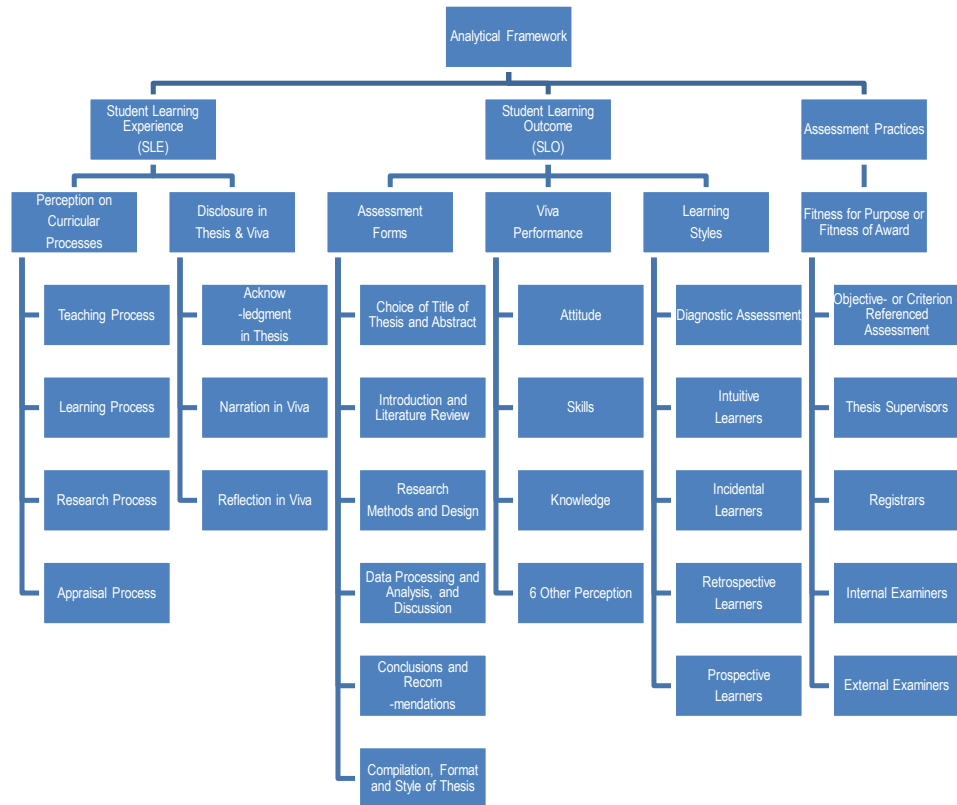 Analytical Framework
Student Learning
Experience
(SLE)
Student Learning
Outcome
(SLO)
Assessment Practices
Perception on
Curricular
Processes
Disclosure in
Thesis & Viva
Assessment
Forms
Viva
Performance
Learning
Styles
Fitness for Purpose or
Fitness of Award
Teaching Process
Learning Process
Research Process
Appraisal Process
Acknow
-ledgment
in Thesis
Narration in Viva
Reflection in Viva
Choice of Title of
Thesis and Abstract
Introduction and
Literature Review
Research
Methods and Design
Data Processing and
Analysis, and
Discussion
Conclusions and
Recom
-mendations
Compilation, Format
and Style of Thesis
Attitude
Skills
Knowledge
6 Other Perception
Diagnostic Assessment
Intuitive
Learners
Incidental
Learners
Retrospective
Learners
Prospective
Learners
Objective- or Criterion
Referenced
Assessment
Thesis Supervisors
Registrars
Internal Examiners
External Examiners